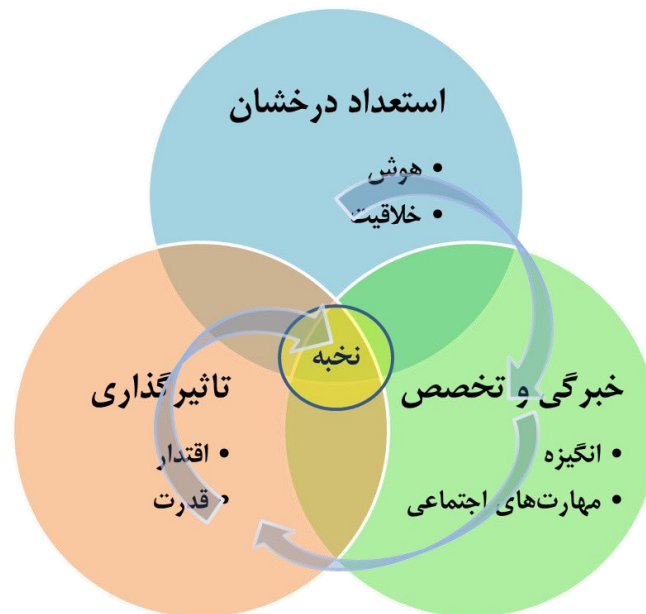 استعداد درخشان
• هوش
• خلاقیت
نخبه
خبرگی و تخصص
• انگیزه
• مهارت‌های اجتماعی
تاثیرگذاری
• اقتدار
• قدرت